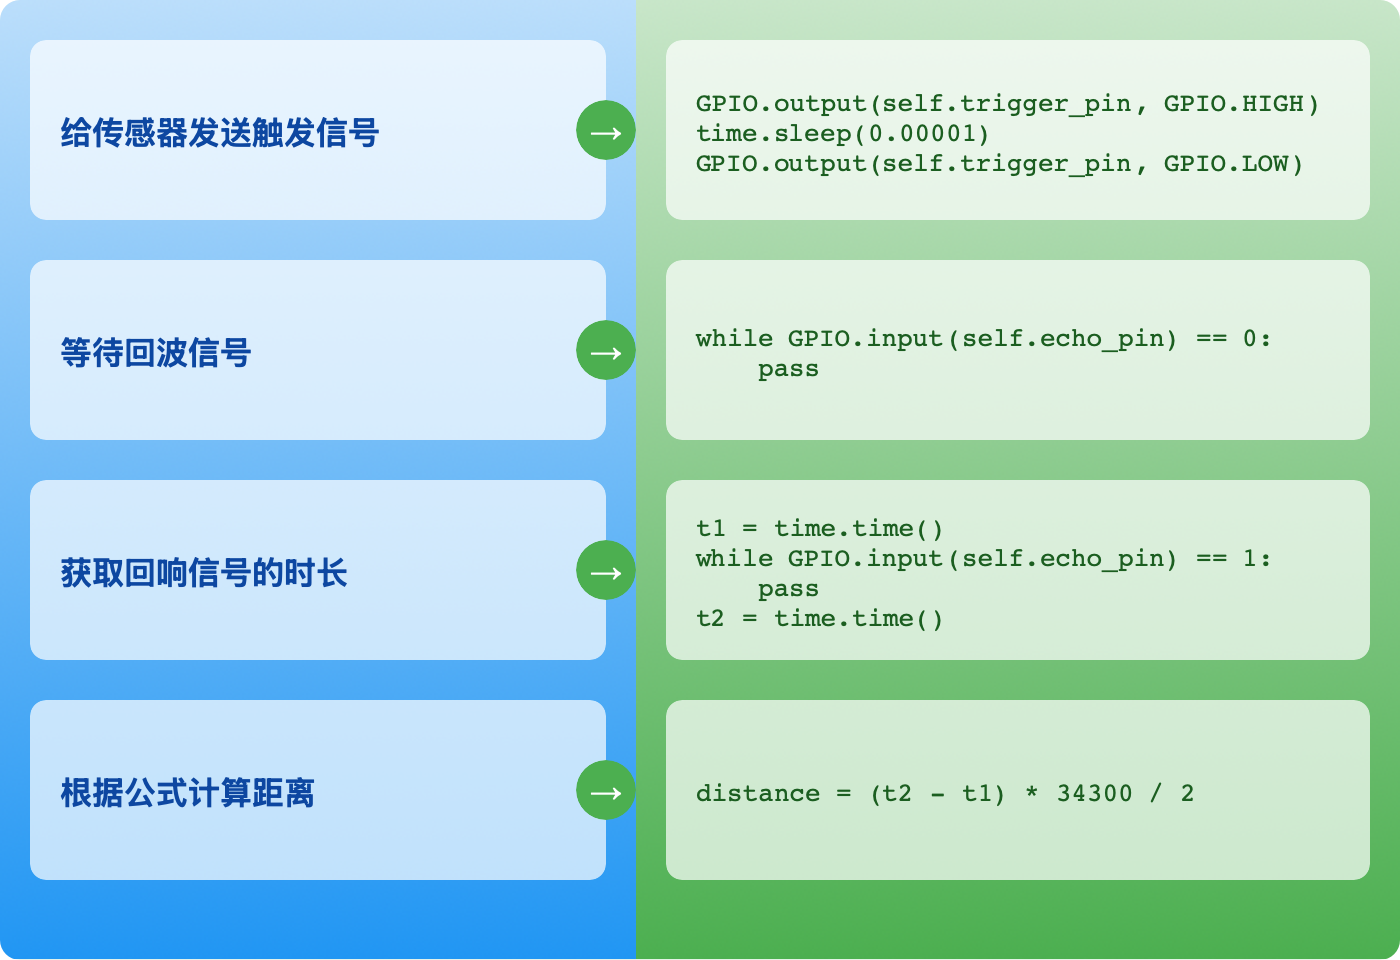 给传感器发送触发信号
→
GPIO.output(self.trigger_pin, GPIO.HIGH)
time.sleep(0.00001)
GPIO.output(self.trigger_pin, GPIO.LOW)
等待回波信号
→
while GPIO.input(self.echo_pin) == 0:
    pass
获取回响信号的时长
→
t1 = time.time()
while GPIO.input(self.echo_pin) == 1:
    pass
t2 = time.time()
根据公式计算距离
→
distance = (t2 - t1) * 34300 / 2